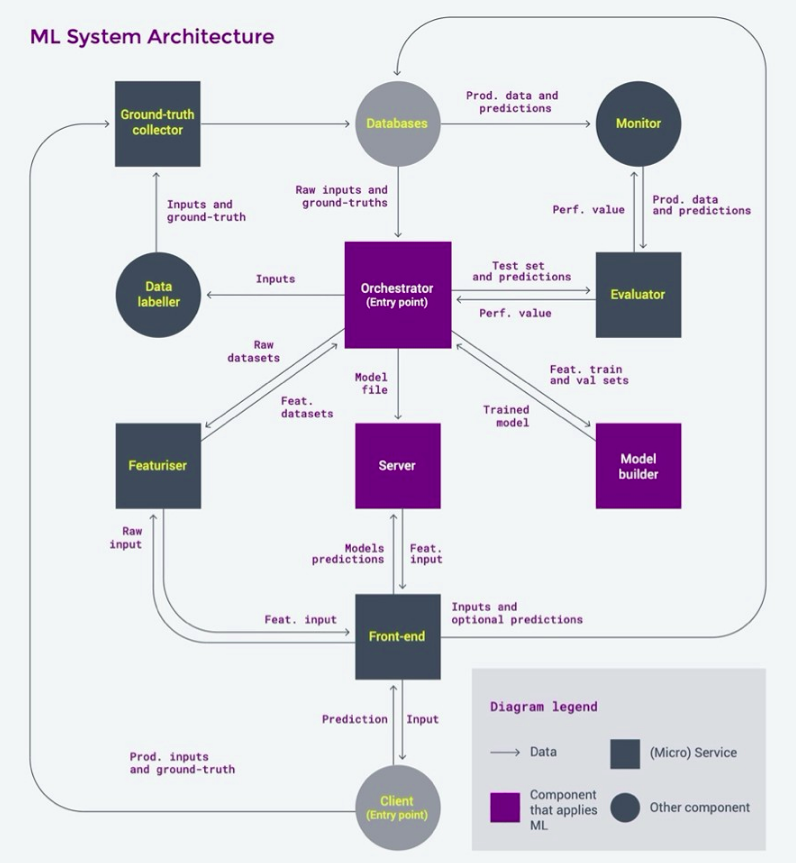 ML System Architecture
Ground-truth
collector
Databases
Prod. data and
predictions
Monitor
Inputs and
ground-truth
Raw inputs and
ground-truths
Perf. value
Prod. data
and predictions
Data
labeller
Inputs
Orchestrator
(Entry point)
Test set
and predictions
Perf. value
Evaluator
Raw
datasets
Feat.
datasets
Model
file
Feat. train
and val sets
Trained
model
Featuriser
Server
Model
builder
Raw
input
Models
predictions
Feat.
input
Feat. input
Front-end
Inputs and
optional predictions
Prediction
Input
Prod. inputs
and ground-truth
Client
(Entry point)
Diagram legend
Data
(Micro) Service
Component
that applies
ML
Other component